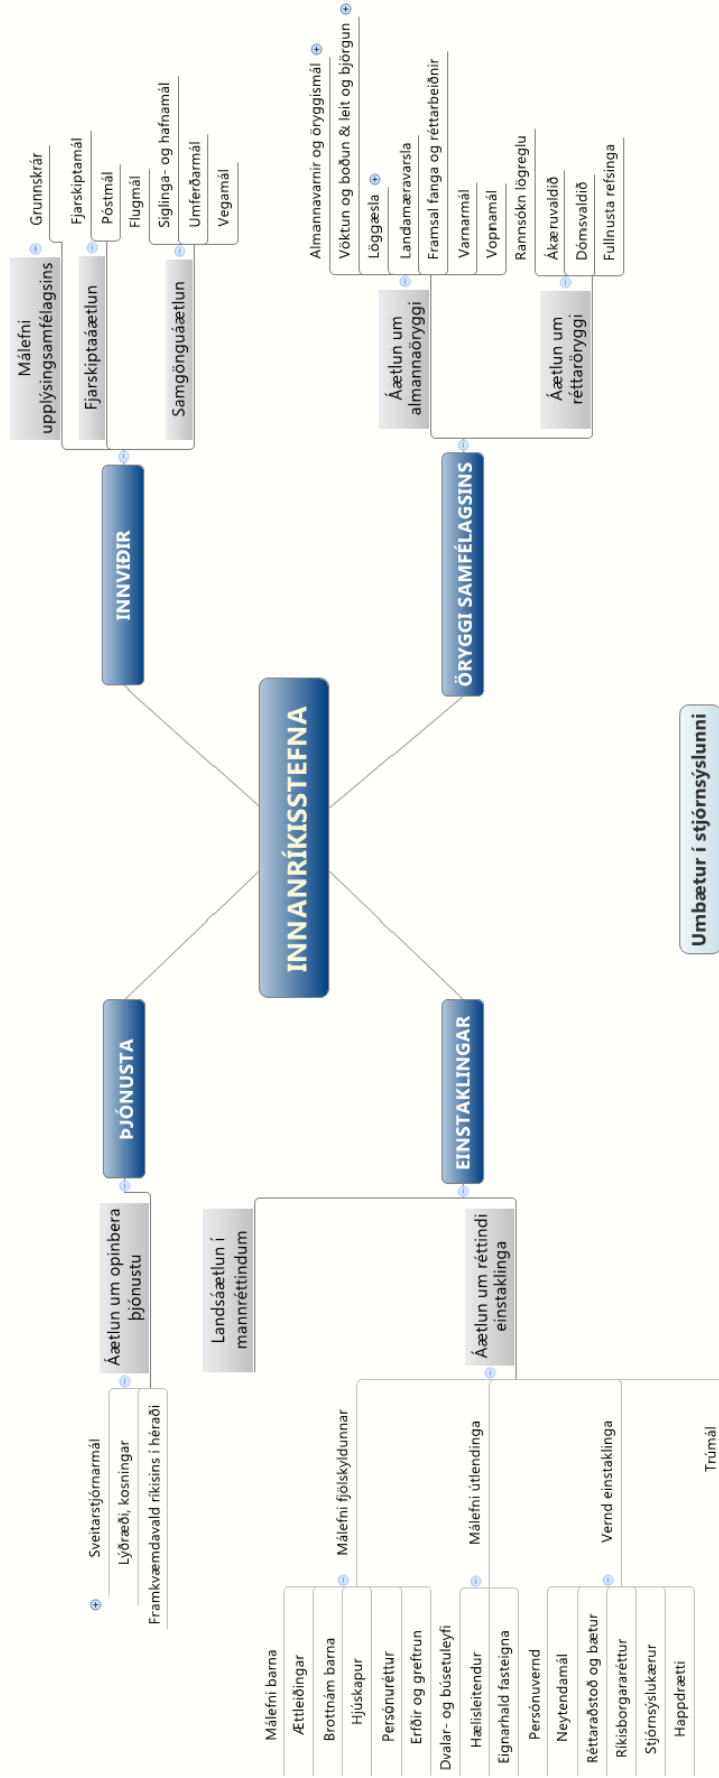 INNANRÍKISSTEFNA
ÞJÓNUSTA
Áætlun um opinbera
þjónustu
Sveitarstjórnarmál
Lýðræði, kosningar
Framkvæmdavald ríkisins í héraði
INNVIÐIR
Málefni
upplýsingsamfélagsins
Grunnskrár
Fjarskiptaáætlun
Fjarskiptamál
Póstmál
Samgönguáætlun
Flugmál
Siglinga- og hafnamál
Umferðarmál
Vegamál
EINSTAKLINGAR
Landsáætlun í
mannréttindum
Áætlun um réttindi
einstaklinga
Málefni fjölskyldunnar
Málefni barna
Ættleiðingar
Brottnám barna
Hjúskapur
Persónuréttur
Erfðir og greftrun
Málefni útlendinga
Dvalar- og búsetuleyfi
Hælisleitendur
Eignarhald fasteigna
Vernd einstaklinga
Persónuvernd
Neytendamál
Réttaraðstoð og bætur
Ríkisborgararéttur
Stjórnsýslukærur
Happdrætti
Trúmál
ÖRYGGI SAMFÉLAGSINS
Áætlun um
almannaöryggi
Almannavarnir og öryggismál
Vöktun og boðun & leit og björgun
Löggæsla
Landamæravarsla
Framsal fanga og réttarbeiðnir
Varnarmál
Vopnamál
Áætlun um
réttaröryggi
Rannsókn lögreglu
Ákæruvaldið
Dómsvaldið
Fullnusta refsinga
Umbætur í stjórnsýslunni